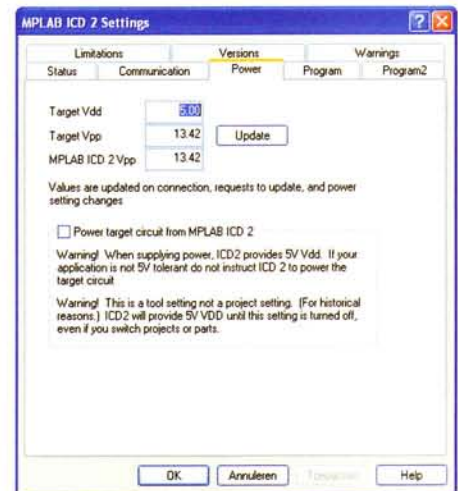 MPLAB ICD 2 Settings
Limitations Versions Warnings
Status Communication Power Program Program2
Target Vdd 5.00
Target Vpp 13.42 Update
MPLAB ICD 2 Vpp 13.42
Values are updated on connection, requests to update, and power
setting changes
Power target circuit from MPLAB ICD 2
Warning! When supplying power, ICD2 provides 5V Vdd. If your
application is not 5V tolerant do not instruct ICD 2 to power the
target circuit
Warning! This is a tool setting not a project setting. (For historical
reasons.) ICD2 will provide 5V VDD until this setting is turned off,
even if you switch projects or parts.
OK Annuleren Toepassen Help